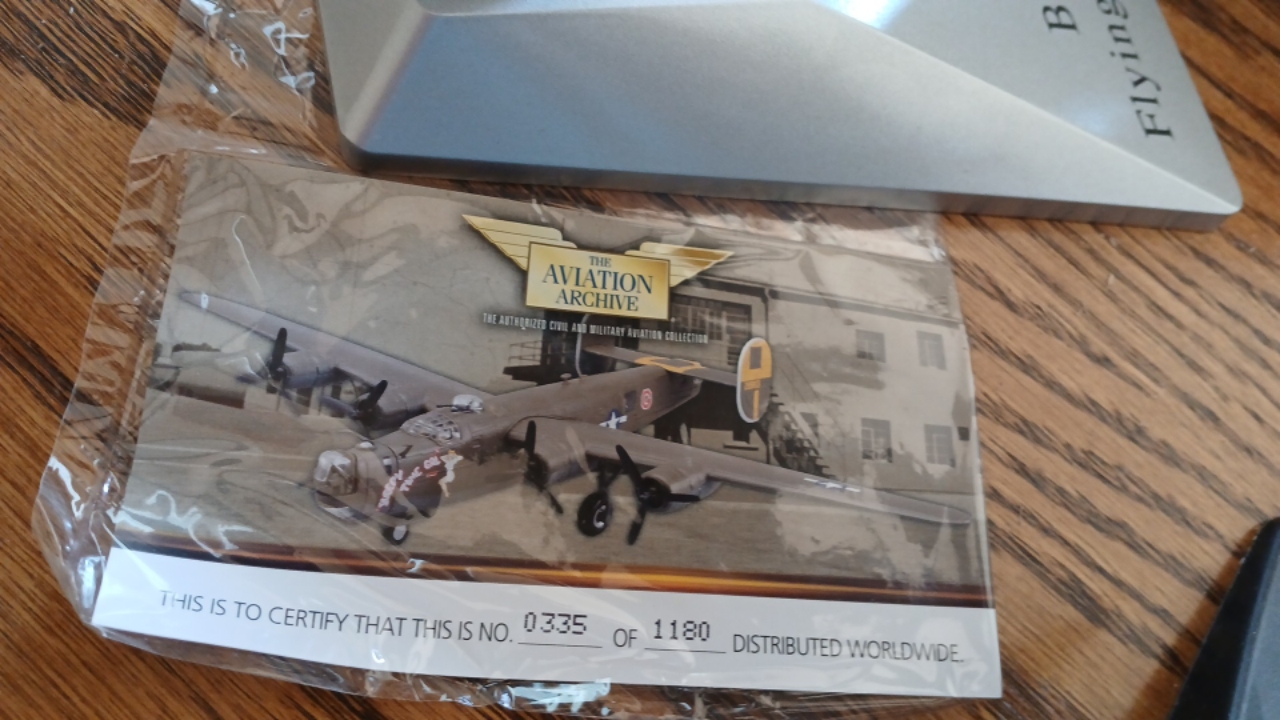 B
Flying
THE
AVIATION
ARCHIVE
THE AUTHORIZED CIVIL AND MILITARY AVIATION COLLECTION
THIS IS TO CERTIFY THAT THIS IS NO. 0335 OF 1180 DISTRIBUTED WORLDWIDE.